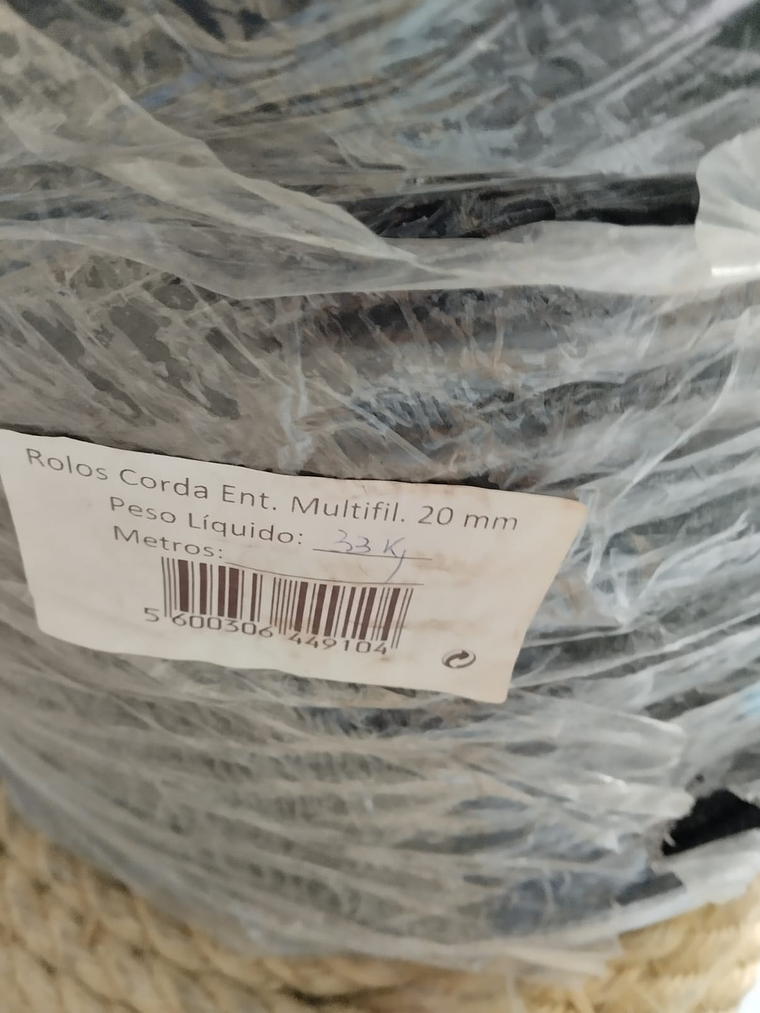 Rolos Corda Ent. Multifil. 20 mm
Peso Líquido: 33 Kg
Metros:
5 600306 449104